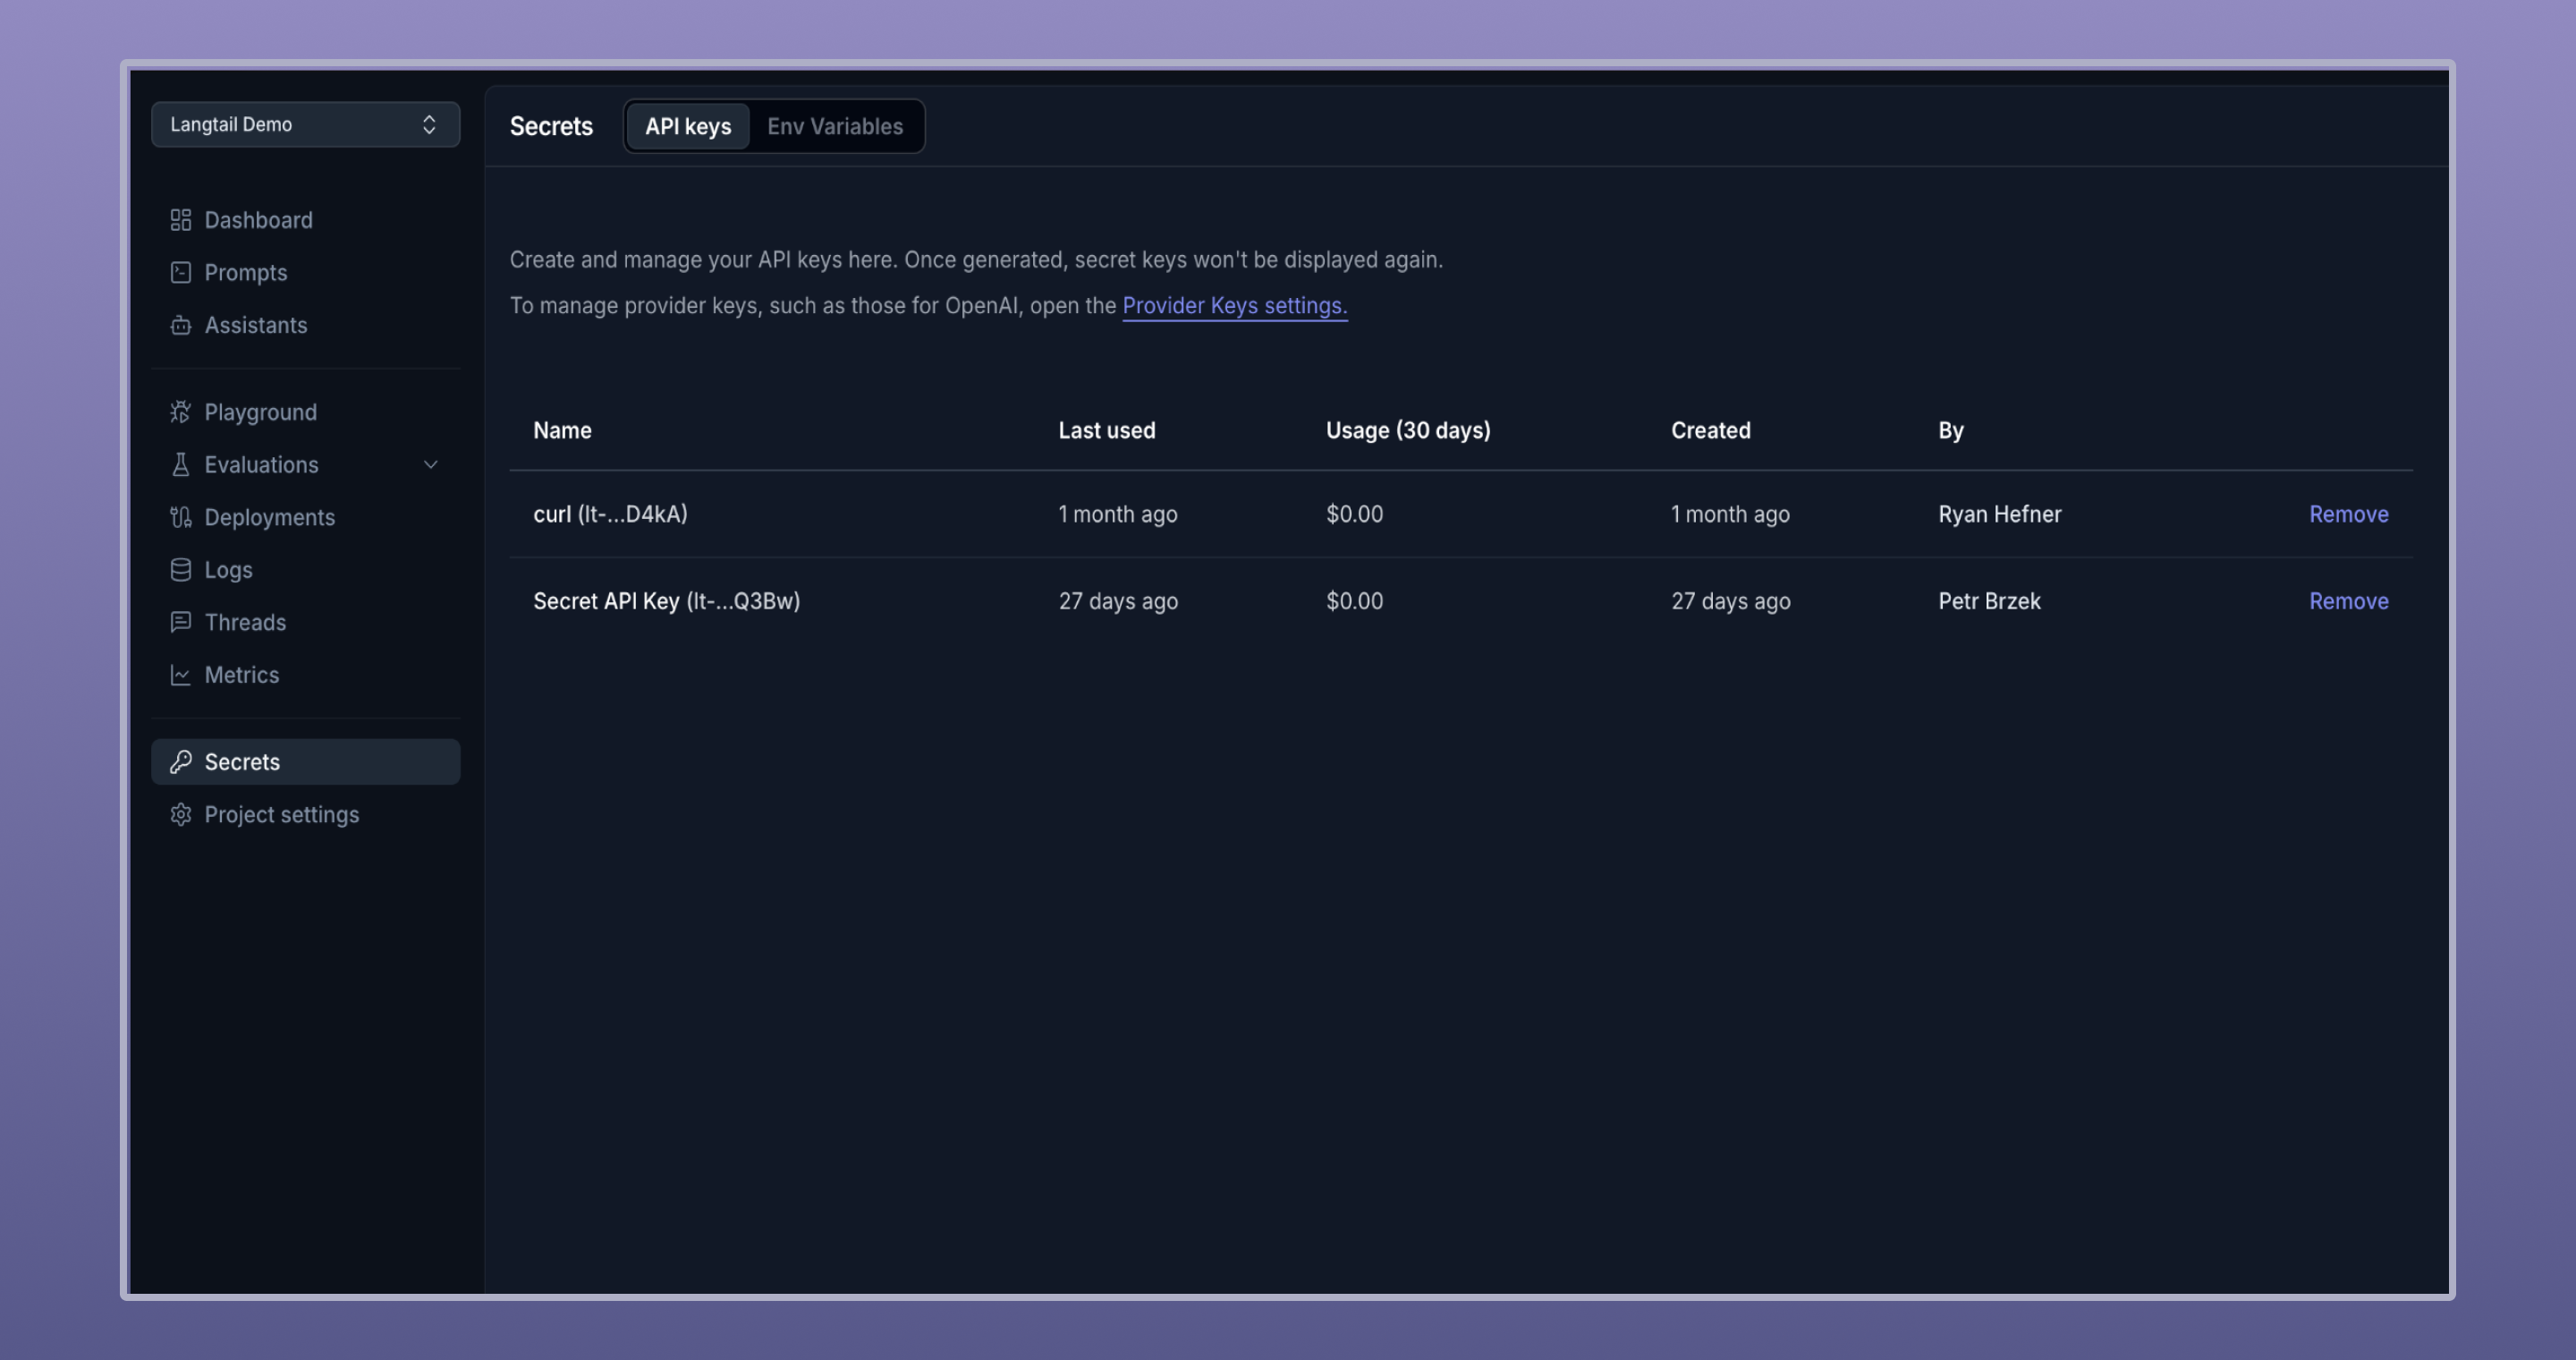 Langtail Demo
Dashboard
Prompts
Assistants
Playground
Evaluations
Deployments
Logs
Threads
Metrics
Secrets
Project settings
Secrets API keys Env Variables
Create and manage your API keys here. Once generated, secret keys won't be displayed again.
To manage provider keys, such as those for OpenAI, open the Provider Keys settings.
Name Last used Usage (30 days) Created By
curl (lt-...D4kA) 1 month ago $0.00 1 month ago Ryan Hefner Remove
Secret API Key (lt-...Q3Bw) 27 days ago $0.00 27 days ago Petr Brzek Remove